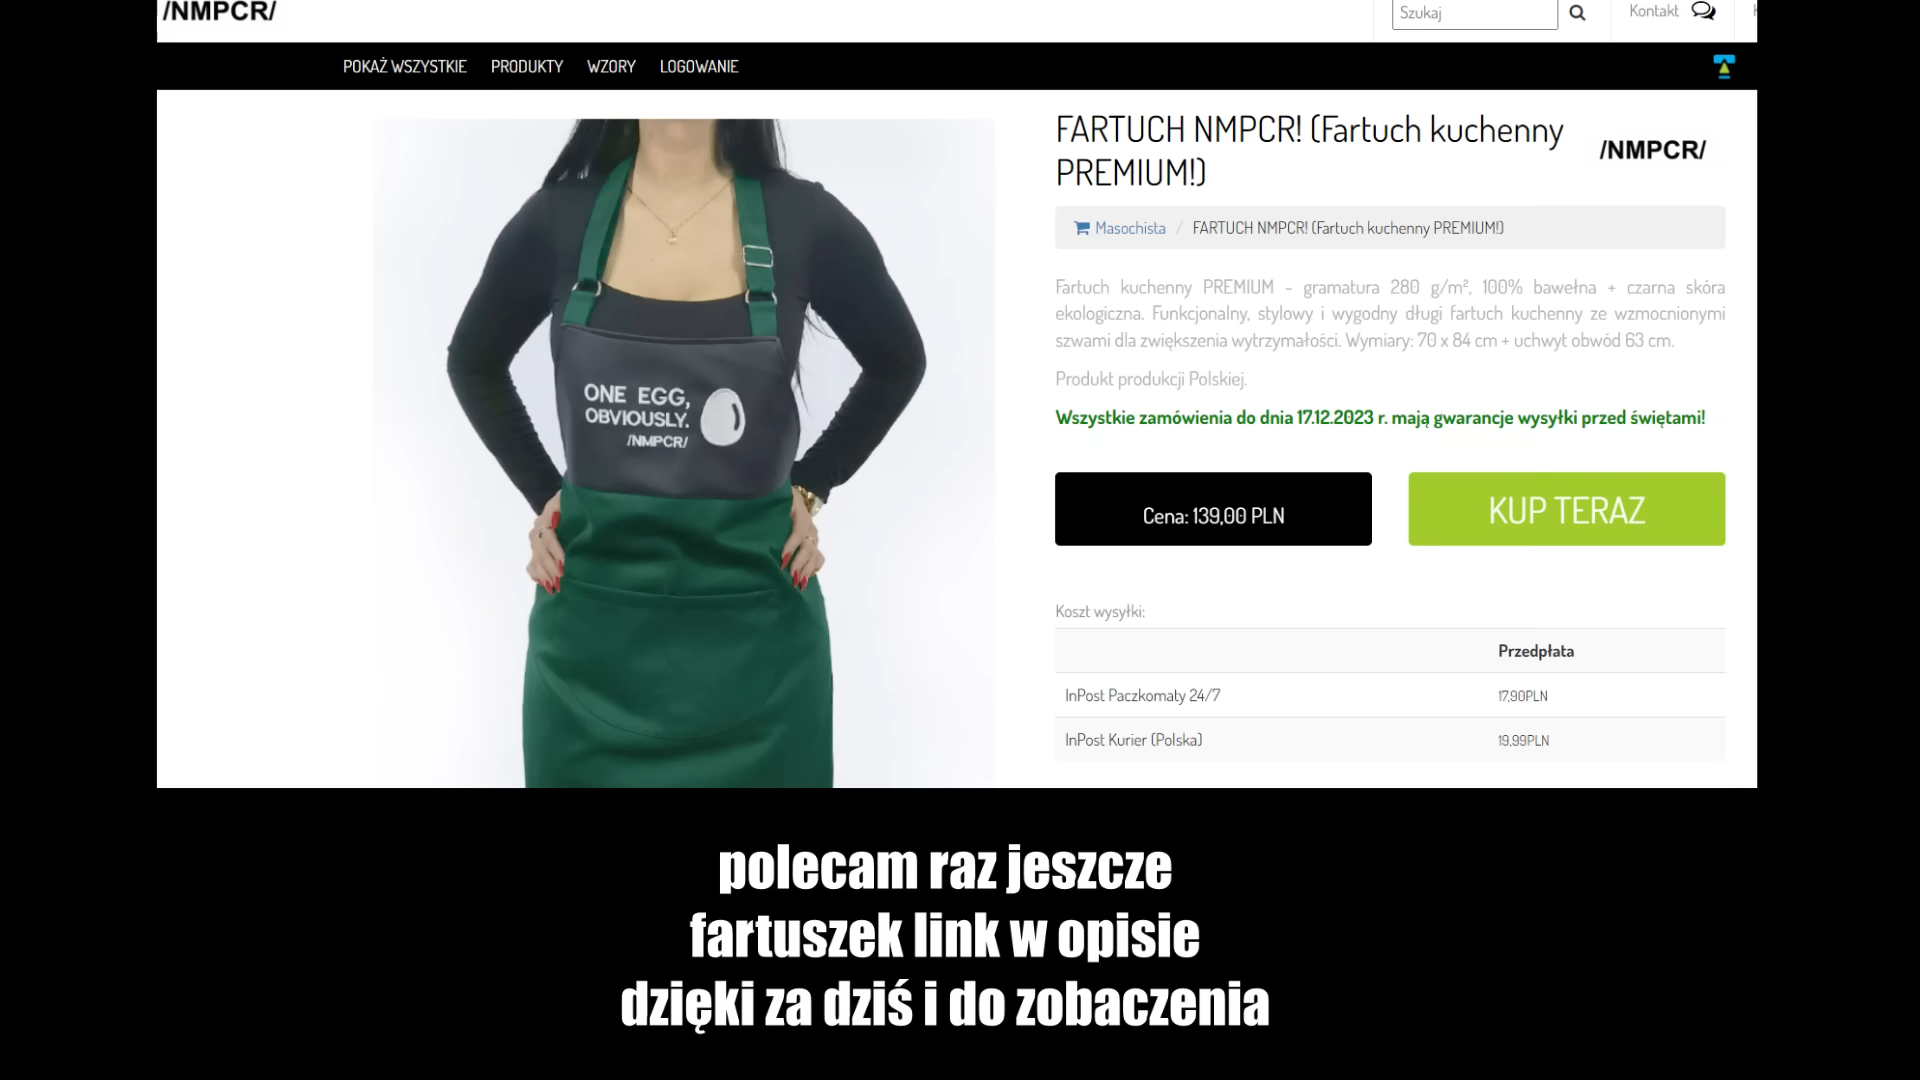 /NMPCR/
Szukaj
Kontakt
POKAŻ WSZYSTKIE PRODUKTY WZORY LOGOWANIE
FARTUCH NMPCR! (Fartuch kuchenny
PREMIUM!)
/NMPCR/
Masochista / FARTUCH NMPCR! (Fartuch kuchenny PREMIUM!)
Fartuch kuchenny PREMIUM - gramatura 280 g/m², 100% bawełna + czarna skóra
ekologiczna. Funkcjonalny, stylowy i wygodny długi fartuch kuchenny ze wzmocnionymi
szwami dla zwiększenia wytrzymałości. Wymiary: 70 x 84 cm + uchwyt obwód 63 cm.
Produkt produkcji Polskiej.
Wszystkie zamówienia do dnia 17.12.2023 r. mają gwarancje wysyłki przed świętami!
ONE EGG,
OBVIOUSLY.
/NMPCR/
Cena: 139,00 PLN
KUP TERAZ
Koszt wysyłki:
Przedpłata
InPost Paczkomaty 24/7 17,90PLN
InPost Kurier (Polska) 19,99PLN
polecam raz jeszcze
fartuszek link w opisie
dzięki za dziś i do zobaczenia